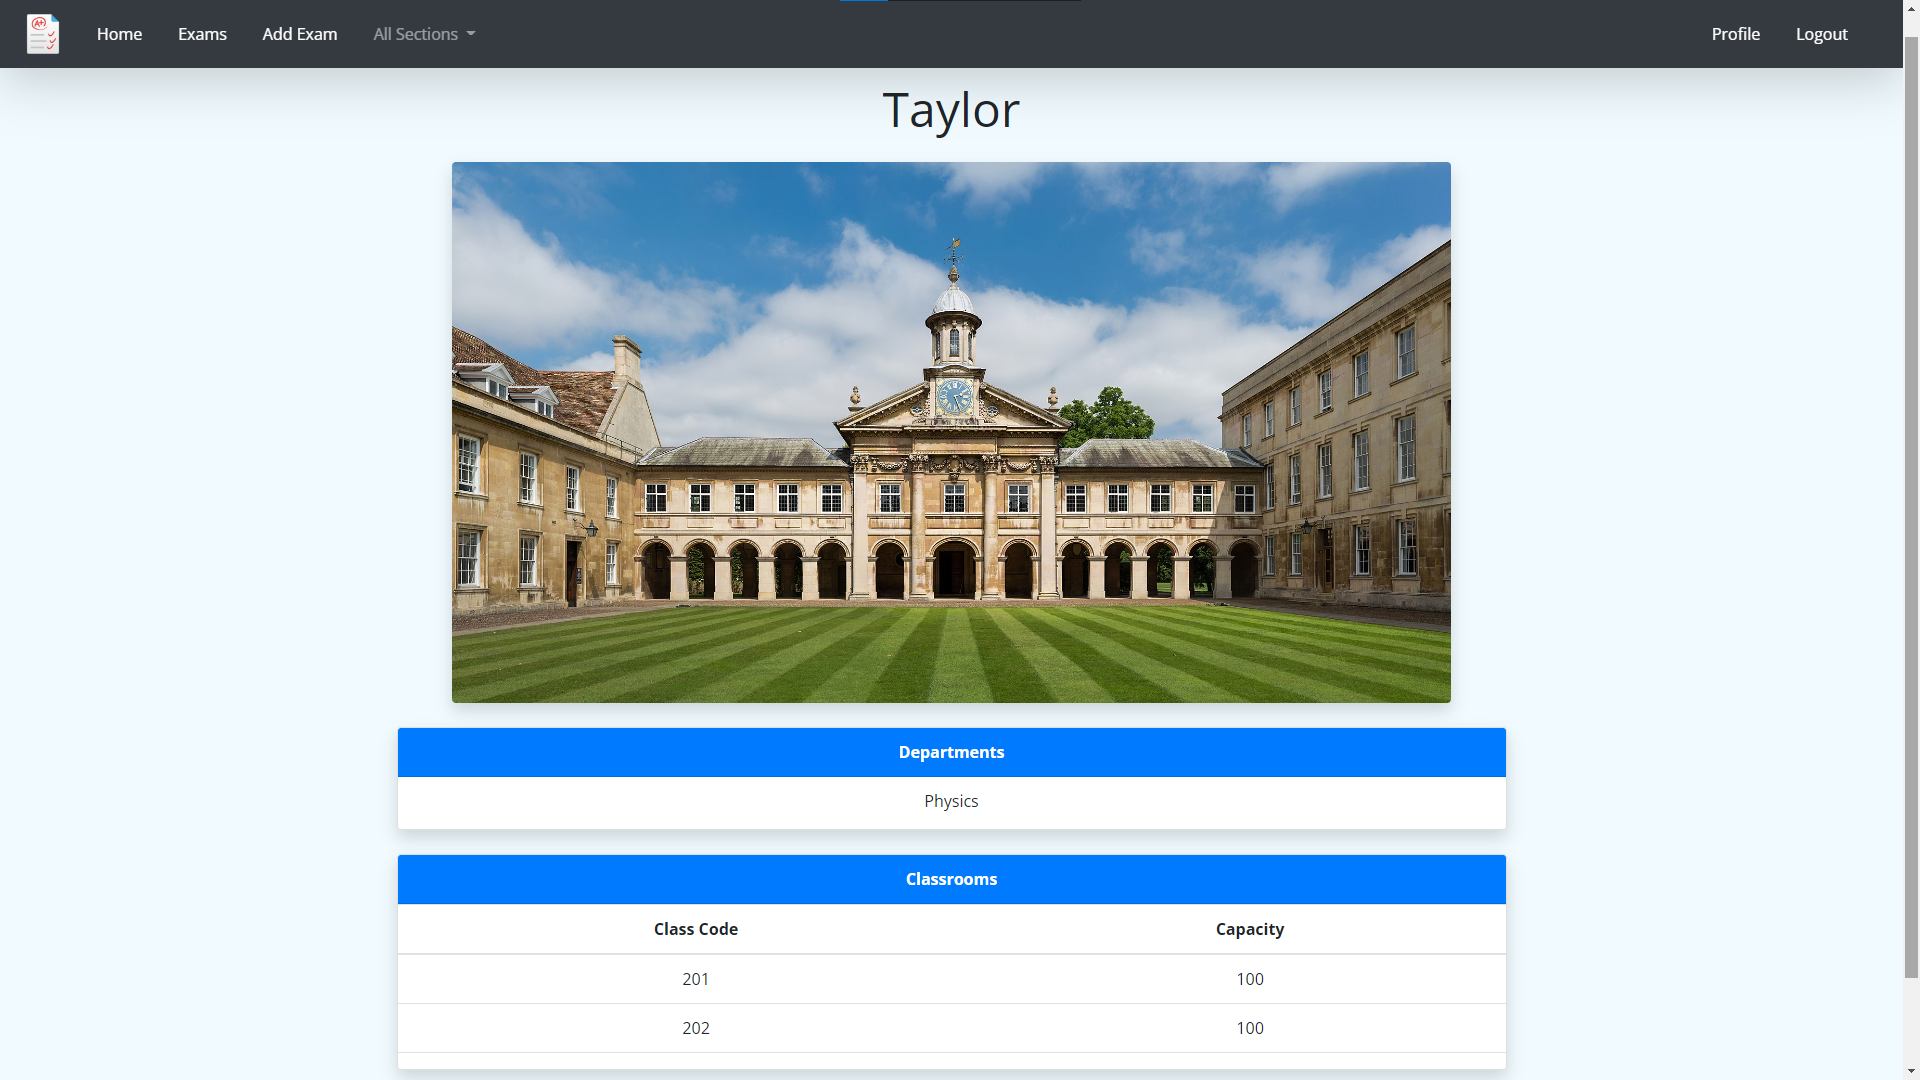 A+
Home Exams Add Exam All Sections Profile Logout
Taylor
Departments
Physics
Classrooms
Class Code Capacity
201 100
202 100